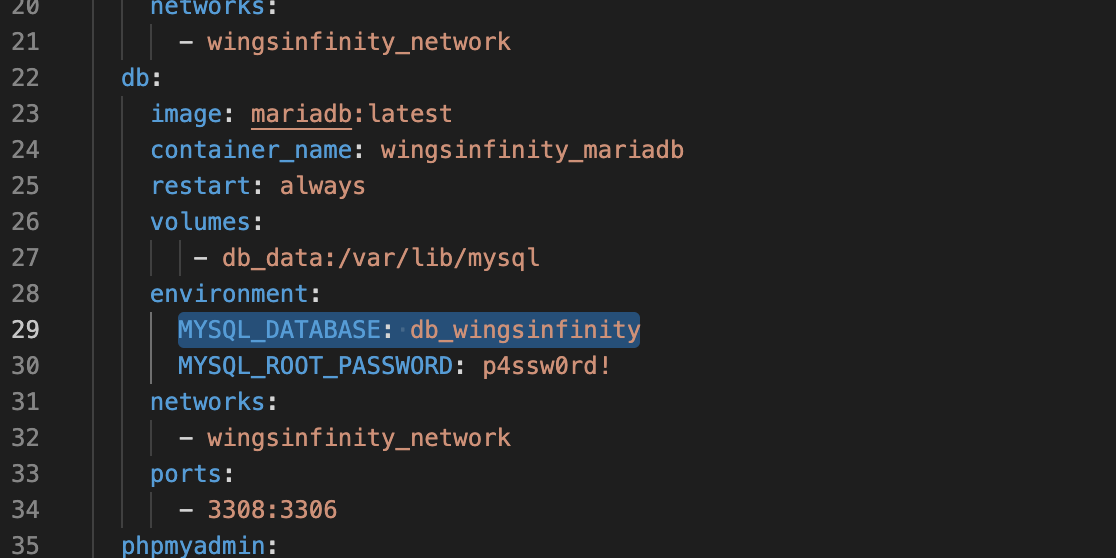 20 networks:
21 - wingsinfinity_network
22 db:
23 image: mariadb:latest
24 container_name: wingsinfinity_mariadb
25 restart: always
26 volumes:
27 - db_data:/var/lib/mysql
28 environment:
29 MYSQL_DATABASE: db_wingsinfinity
30 MYSQL_ROOT_PASSWORD: p4ssw0rd!
31 networks:
32 - wingsinfinity_network
33 ports:
34 - 3308:3306
35 phpmyadmin: